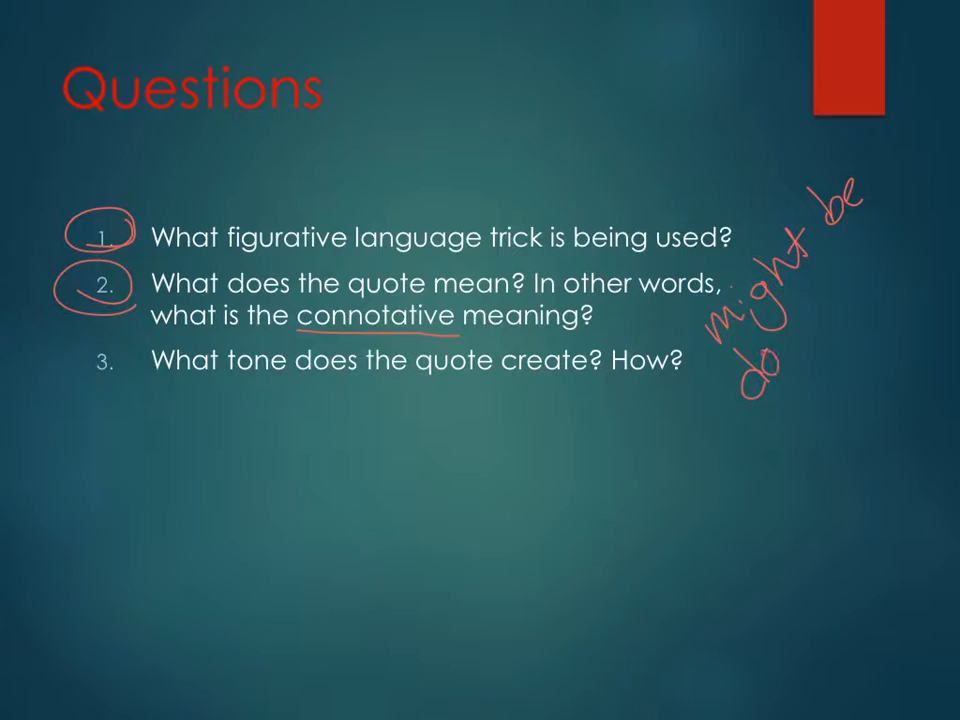 Questions
1. What figurative language trick is being used?
2. What does the quote mean? In other words,
what is the connotative meaning?
3. What tone does the quote create? How?
might be
do